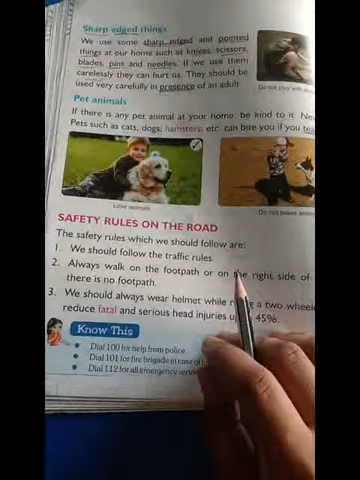 Sharp edged things
We use some sharp edged and pointed
things at our home such as knives, scissors,
blades, pins and needles. If we use them
carelessly they can hurt us. They should be
used very carefully in presence of an adult
Do not play with
Pet animals
If there is any pet animal at your home be kind to it
Pets such as cats, dogs, hamsters, etc. can bite you if you
Love animals
Do not tease
SAFETY RULES ON THE ROAD
The safety rules which we should follow are:
1. We should follow the traffic rules
2. Always walk on the footpath or on the right side of
there is no footpath.
3. We should always wear helmet while a two
reduce fatal and serious head injuries 45%.
Know This
• Dial 100 for help from police.
• Dial 101 for fire brigade in case of
• Dial 112 for all emergency